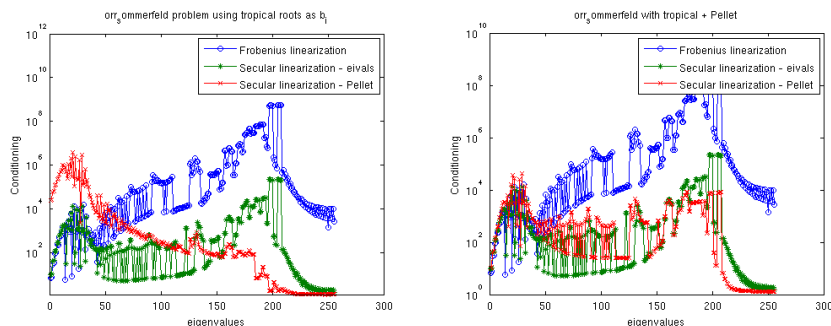 orr_sommerfeld problem using tropical roots as b_i
10^12
10^10
10^8
10^6
10^4
10^2
Conditioning
Frobenius linearization
Secular linearization - eivals
Secular linearization - Pellet
0 50 100 150 200 250 300
eigenvalues
orr_sommerfeld with tropical + Pellet
10^10
10^8
10^6
10^4
10^2
10^0
Conditioning
Frobenius linearization
Secular linearization - eivals
Secular linearization - Pellet
0 50 100 150 200 250 300
eigenvalues